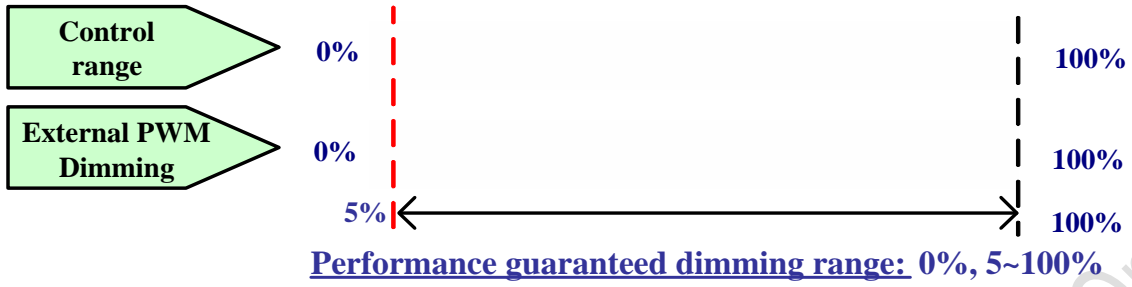 Control
range
0%
100%
External PWM
Dimming
0%
100%
5%
100%
Performance guaranteed dimming range: 0%, 5~100%